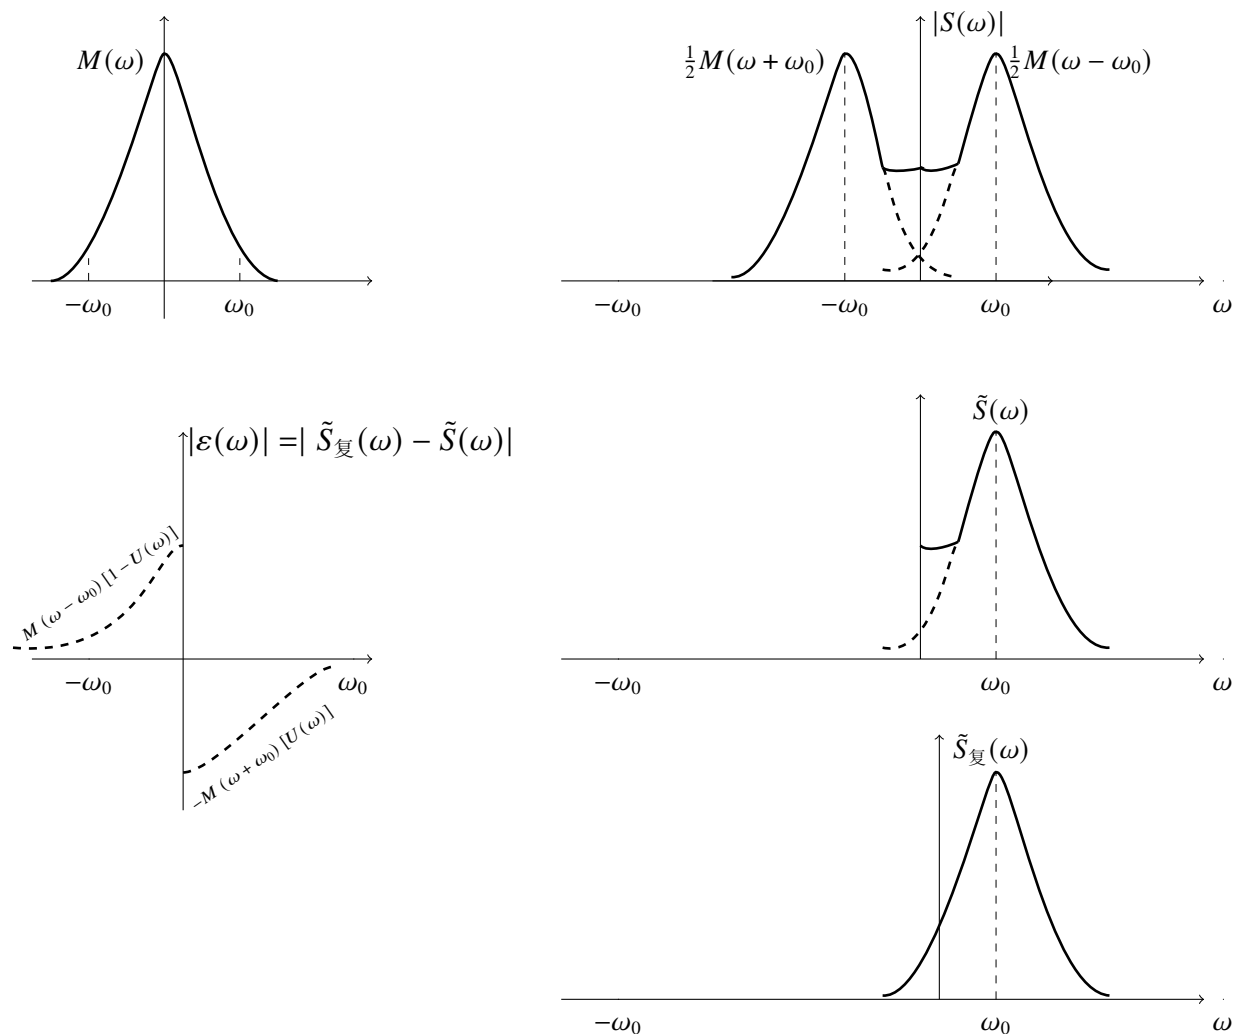 M(ω)
−ω₀ ω₀
|S(ω)|
½M(ω + ω₀)
½M(ω − ω₀)
−ω₀ −ω₀ ω₀ ω
|ε(ω)| =| S̃复(ω) − S̃(ω)|
M (ω − ω₀) [1 − U(ω)]
−ω₀ ω₀
−M (ω + ω₀) [U(ω)]
S̃(ω)
−ω₀ ω₀ ω
S̃复(ω)
−ω₀ ω₀ ω